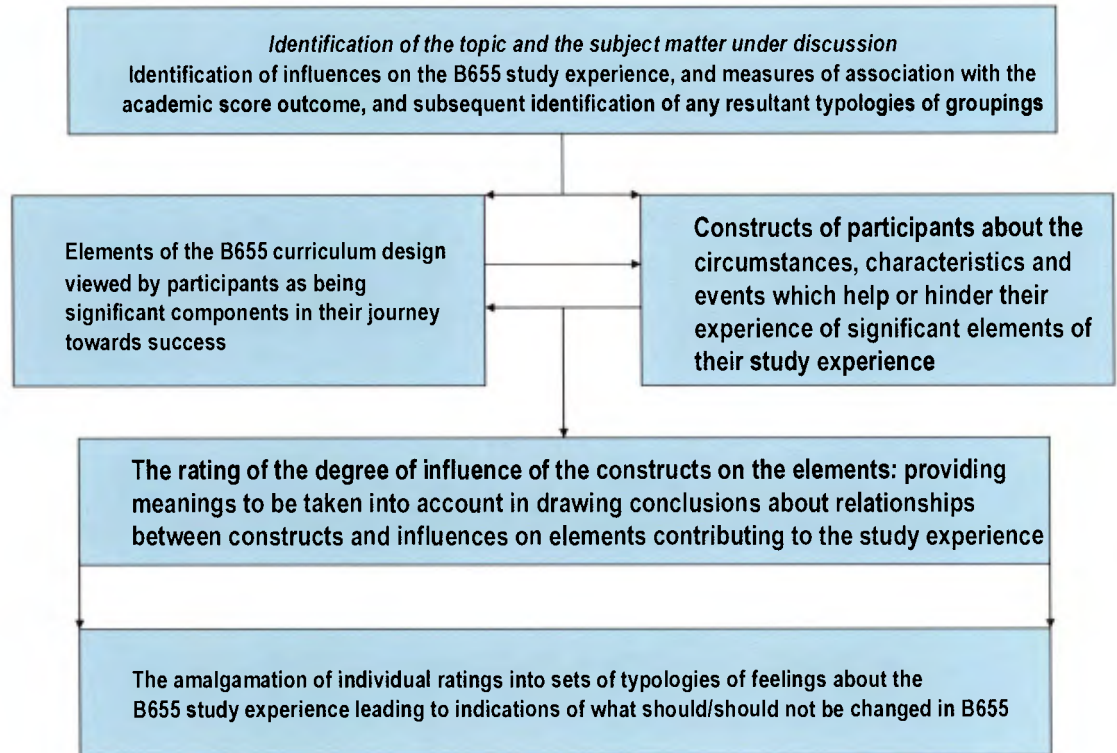 Identification of the topic and the subject matter under discussion
Identification of influences on the B655 study experience, and measures of association with the
academic score outcome, and subsequent identification of any resultant typologies of groupings
Elements of the B655 curriculum design
viewed by participants as being
significant components in their journey
towards success
Constructs of participants about the
circumstances, characteristics and
events which help or hinder their
experience of significant elements of
their study experience
The rating of the degree of influence of the constructs on the elements: providing
meanings to be taken into account in drawing conclusions about relationships
between constructs and influences on elements contributing to the study experience
The amalgamation of individual ratings into sets of typologies of feelings about the
B655 study experience leading to indications of what should/should not be changed in B655